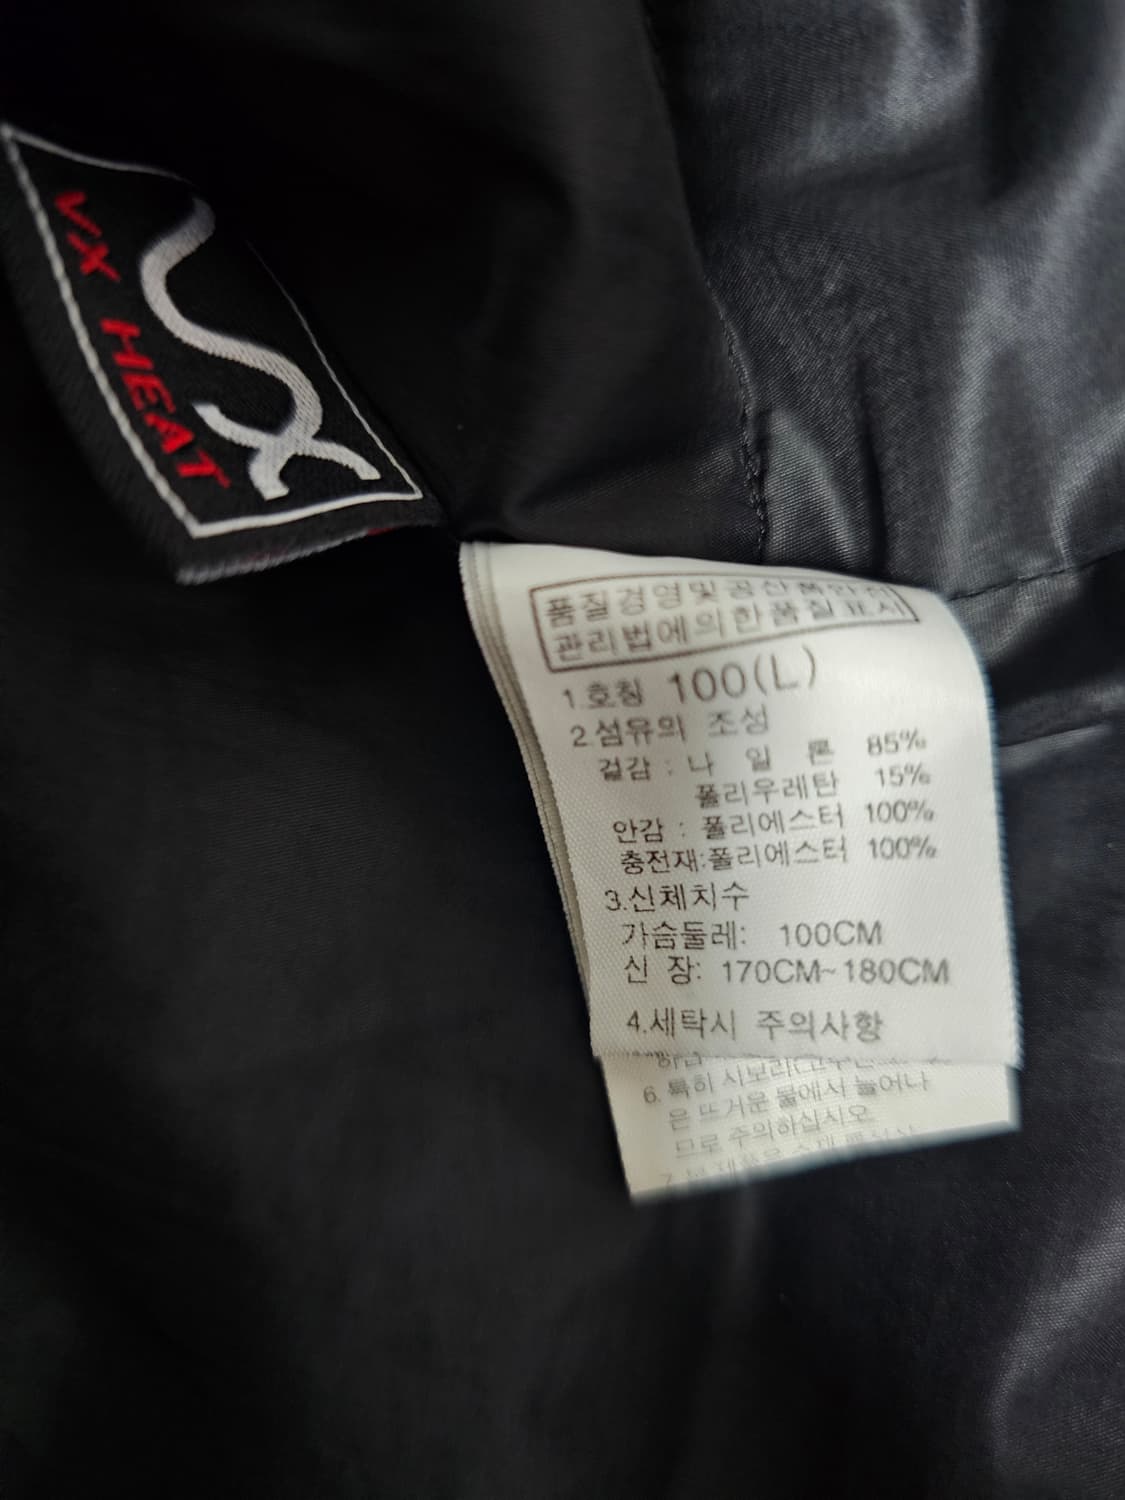 VX HEAT
품질경영및공산품안전
관리법에의한품질표시
1.호칭 100(L)
2.섬유의 조성
겉감 : 나 일 론 85%
폴리우레탄 15%
안감 : 폴리에스터 100%
충전재:폴리에스터 100%
3.신체치수
가슴둘레: 100CM
신 장: 170CM~180CM
4.세탁시 주의사항
6. 특히 시보리(고무
은 뜨거운 물에서 늘어나
므로 주의하십시오
7.